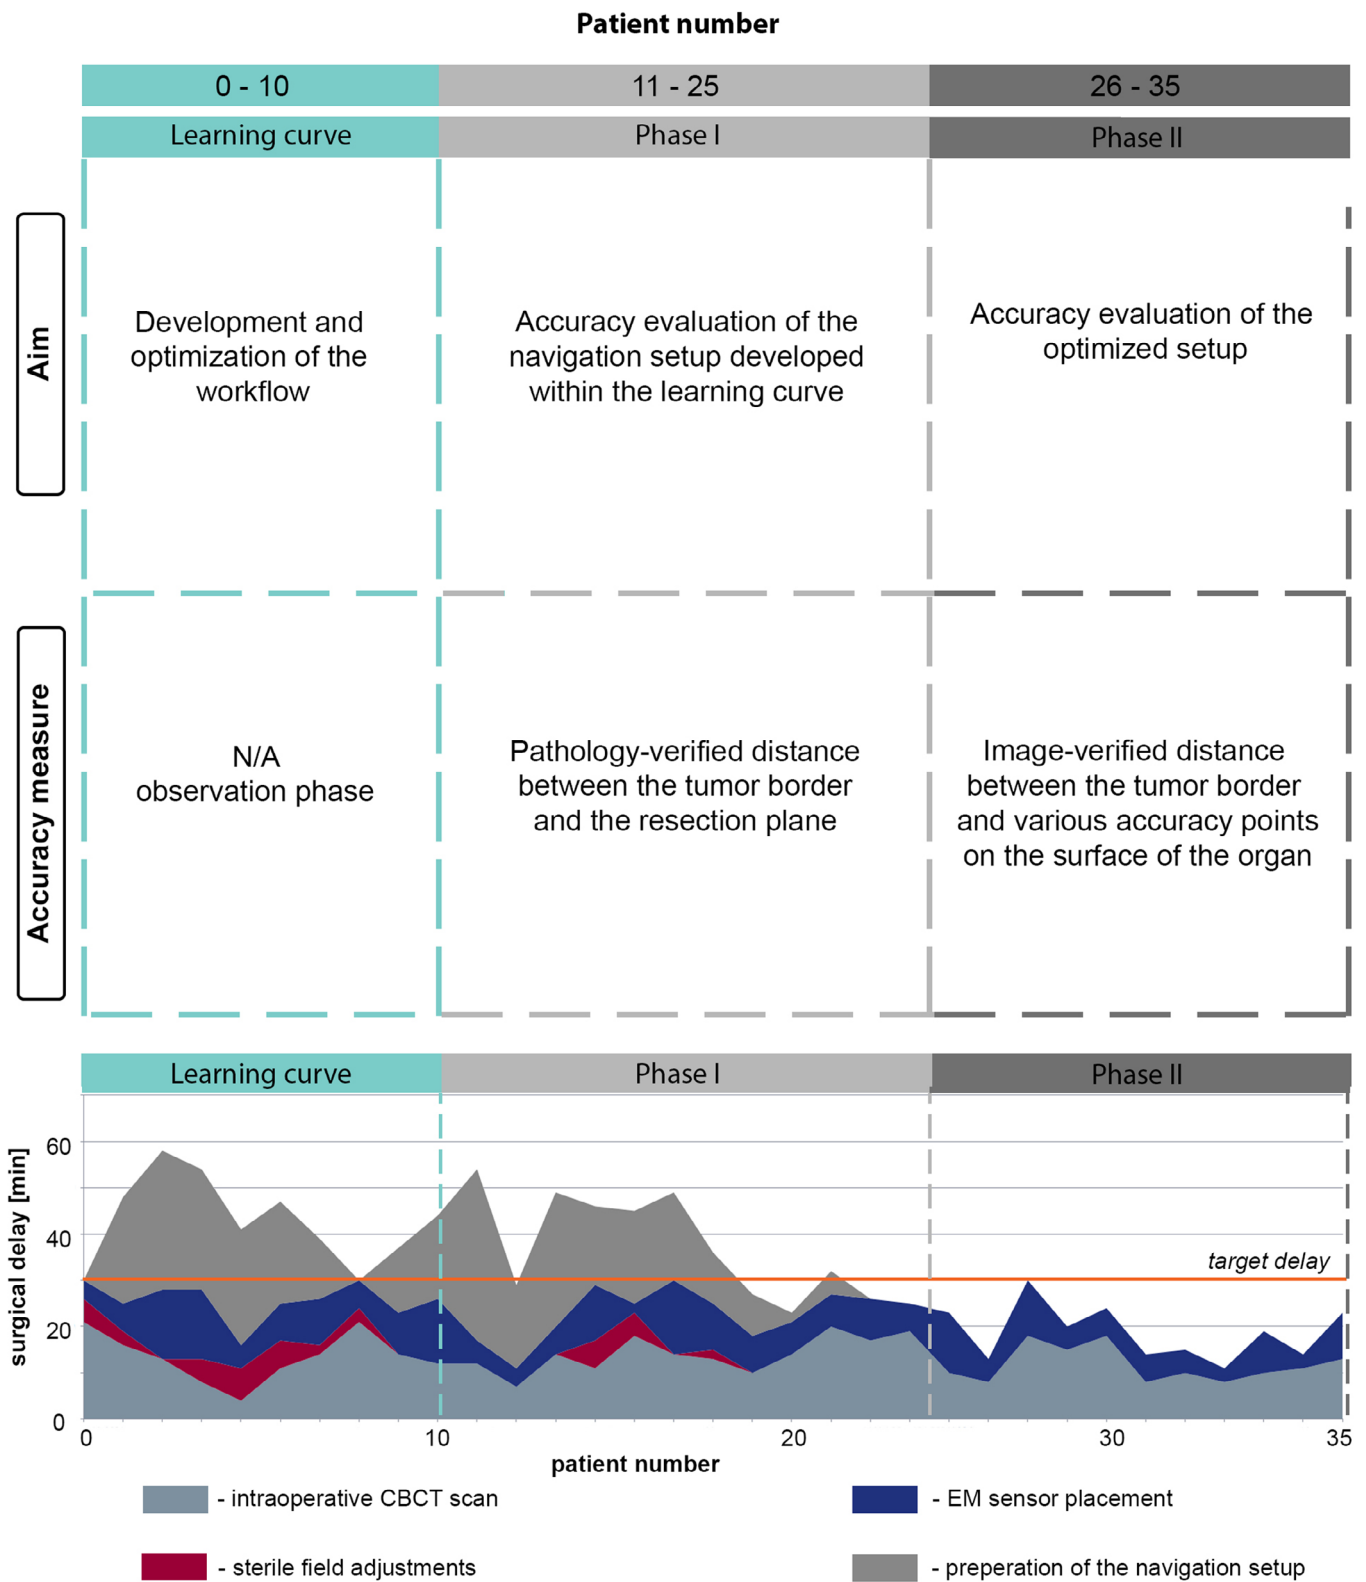 Patient number
0 - 10
11 - 25
26 - 35
Learning curve
Phase I
Phase II
Aim
Development and
optimization of the
workflow
Accuracy evaluation of the
navigation setup developed
within the learning curve
Accuracy evaluation of the
optimized setup
Accuracy measure
N/A
observation phase
Pathology-verified distance
between the tumor border
and the resection plane
Image-verified distance
between the tumor border
and various accuracy points
on the surface of the organ
Learning curve
Phase I
Phase II
surgical delay [min]
60
40
20
0
target delay
0
10
20
30
35
patient number
- intraoperative CBCT scan
- EM sensor placement
- sterile field adjustments
- preperation of the navigation setup